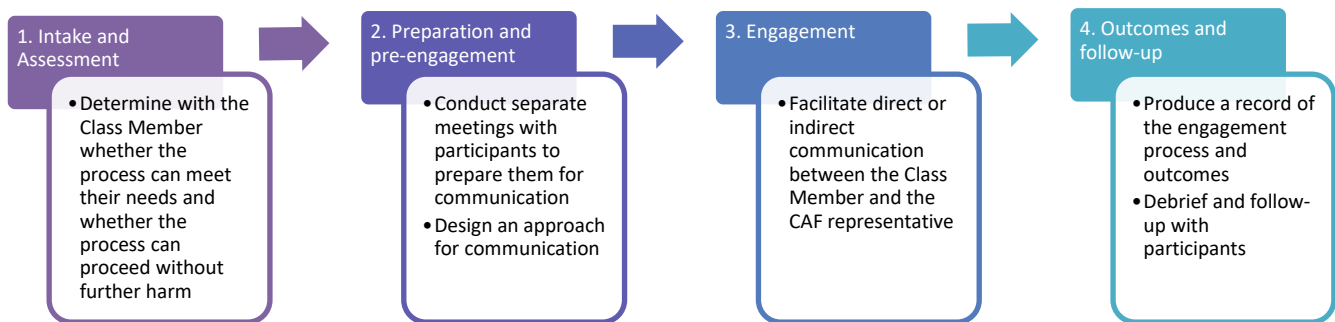 1. Intake and
Assessment
•Determine with the
Class Member
whether the
process can meet
their needs and
whether the
process can
proceed without
further harm
2. Preparation and
pre-engagement
•Conduct separate
meetings with
participants to
prepare them for
communication
•Design an approach
for communication
3. Engagement
•Facilitate direct or
indirect
communication
between the Class
Member and the
CAF representative
4. Outcomes and
follow-up
•Produce a record of
the engagement
process and
outcomes
•Debrief and follow-
up with
participants